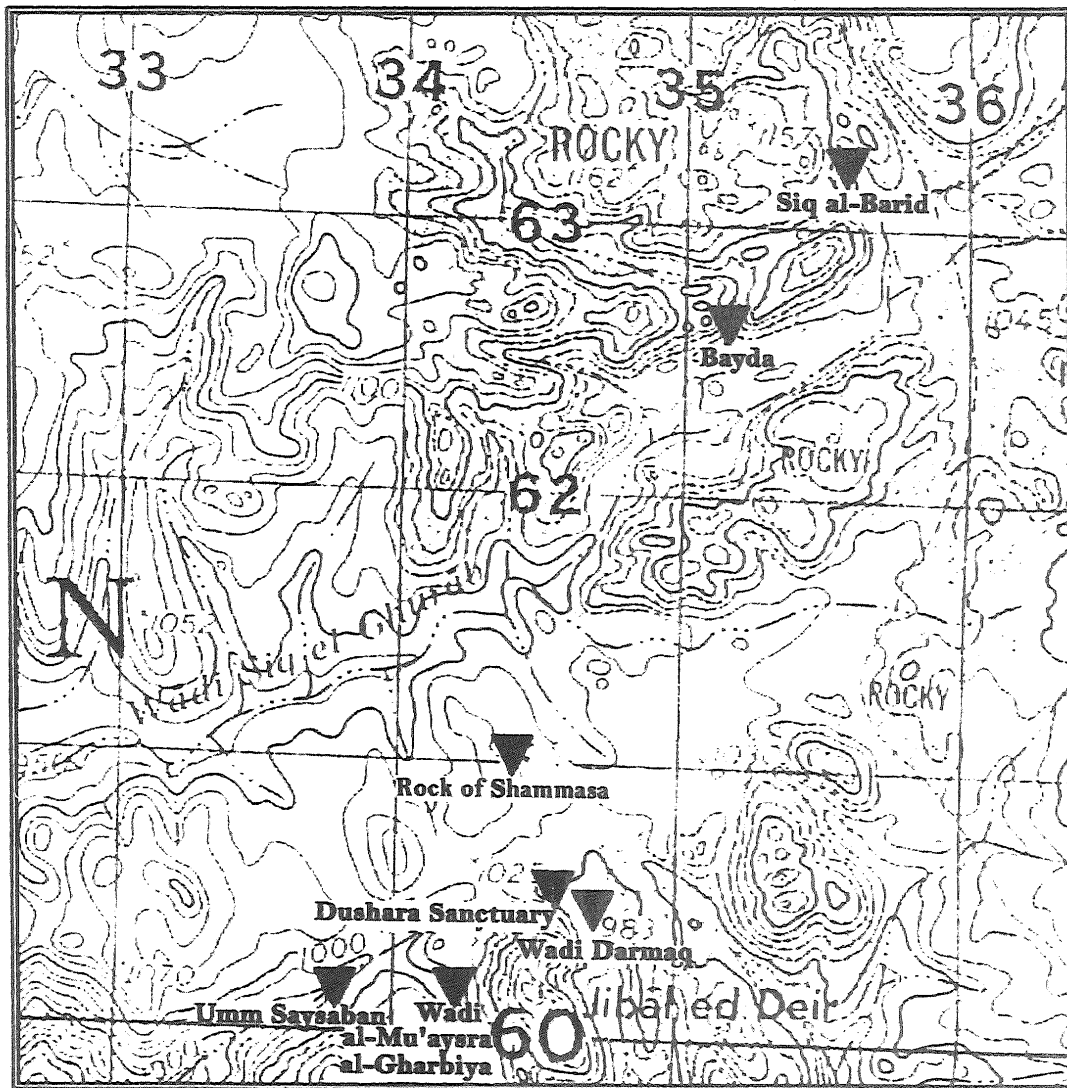 33 34 35 36
ROCKY
Siq al-Barid
63
Bayda
ROCKY
62
N
Wadi Siq el Ghurab
ROCKY
Rock of Shammasa
Dushara Sanctuary
983
Wadi Darmaq
1000
Umm Saysaban
Wadi
al-Mu'aysra
al-Gharbiya
60
Jibal ed Deir